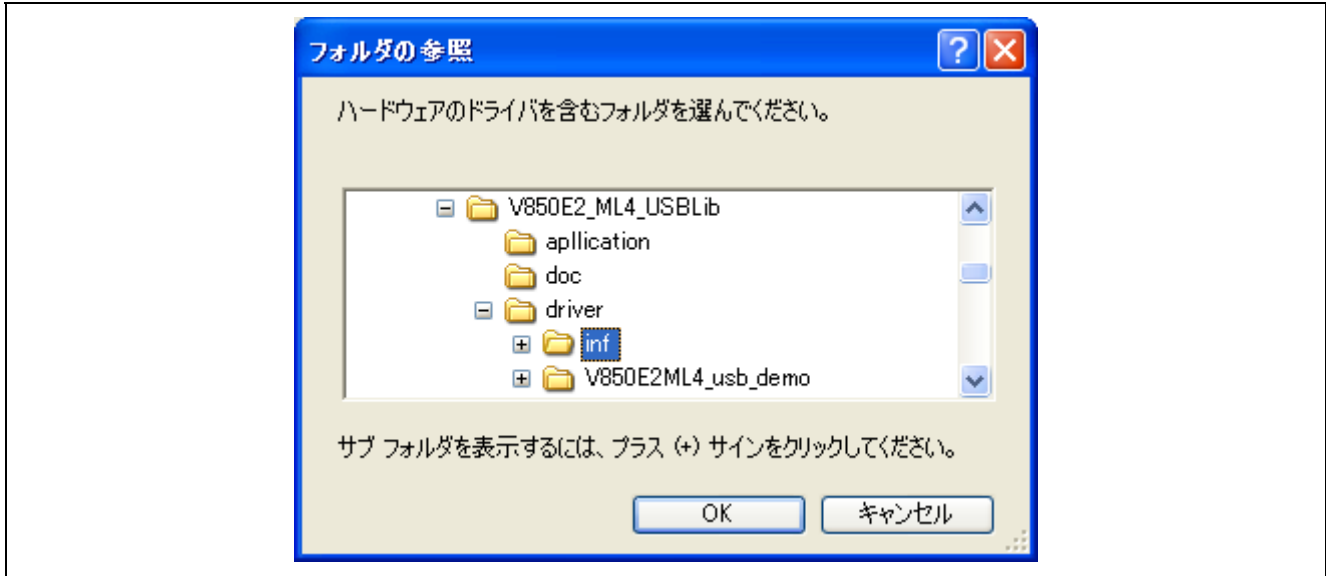 フォルダの参照
ハードウェアのドライバを含むフォルダを選んでください。
V850E2_ML4_USBLib
apllication
doc
driver
inf
V850E2ML4_usb_demo
サブ フォルダを表示するには、プラス (+) サインをクリックしてください。
OK キャンセル